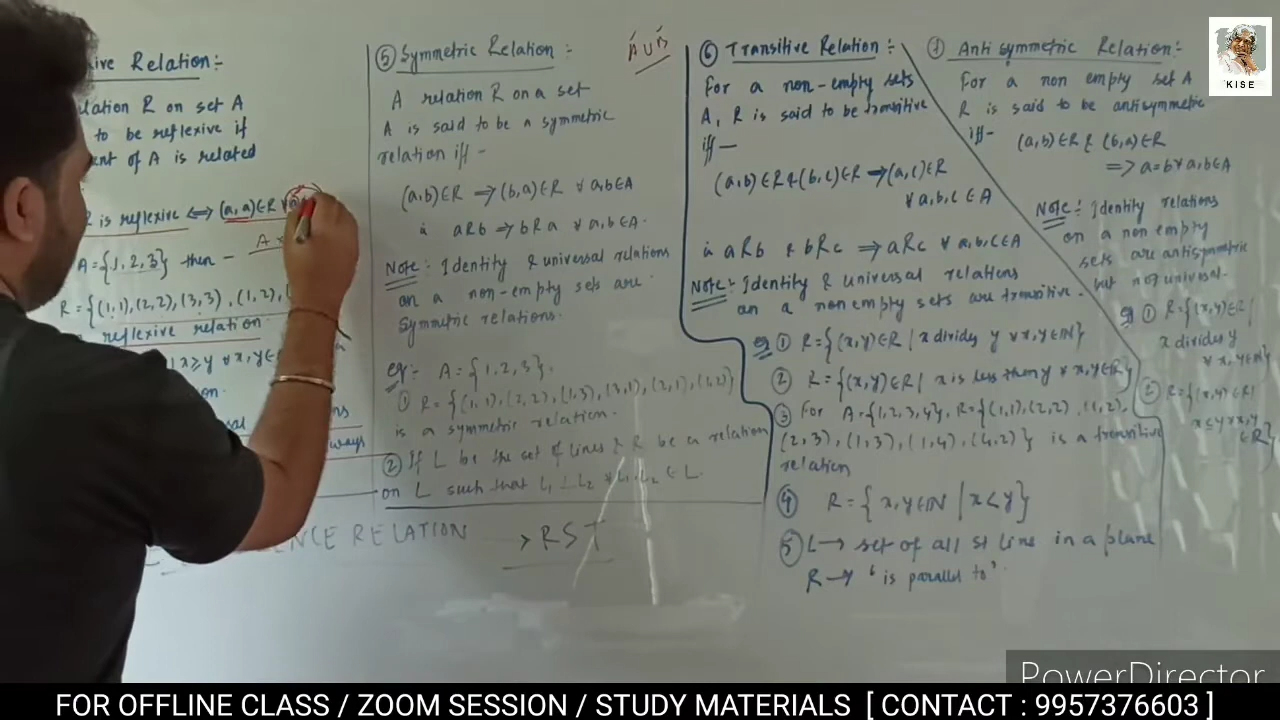 ive Relation:-
lation R on set A
to be reflexive if
ent of A is related
R is reflexive ⟺ (a, a)∈R ∀
A={1, 2, 3} then -
R = {(1,1), (2,2), (3,3), (1,2),
reflexive relation.
x ≥ y ∀ x, y ∈
ways
ENCE RELATION → RST
⑤ Symmetric Relation :-
A relation R on a set
A is said to be a symmetric
relation iff -
(a,b)∈R ⇒ (b,a)∈R ∀ a,b∈A
aRb ⇒ bRa ∀ a,b∈A.
Note: Identity & universal relations
on a non-empty sets are
Symmetric relations.
eg: A = {1,2,3}.
① R = {(1,1), (2,2), (1,3), (3,1), (2,1), (1,2)}
is a symmetric relation.
② If L be the set of lines & R be a relation
on L such that L₁ ⊥ L₂ ∀ L₁, L₂ ∈ L.
A U B
⑥ Transitive Relation :-
For a non-empty sets
A, R is said to be transitive
iff—
(a,b)∈R & (b,c)∈R ⇒ (a,c)∈R
∀ a,b,c ∈ A
aRb & bRc ⇒ aRc ∀ a,b,c∈A
Note:- Identity & universal relations
on a nonempty sets are transitive.
eg ① R={(x,y)∈R | x divides y ∀ x,y∈N}
② R={(x,y)∈R | x is less than y ∀ x,y∈R}
③ For A={1,2,3,4}, R={(1,1),(2,2),(1,2),
(2,3),(1,3),(1,4),(4,2)} is a transitive
relation
④ R = {x,y∈N | x<y}
⑤ L → set of all st line in a plane
R → ' is parallel to '.
Anti symmetric Relation:-
For a non empty set A
R is said to be antisymmetric
iff-
(a,b)∈R & (b,a)∈R
⇒ a=b ∀ a,b∈A
Note: Identity relations
on a non empty
sets are antisymmetric
but not universal.
eg ① R={(x,y)∈R |
x divides y
∀ x,y∈N}
② R={(x,y)∈R |
x≤y ∀ x,y
∈R}
KISE
PowerDirector
FOR OFFLINE CLASS / ZOOM SESSION / STUDY MATERIALS [ CONTACT : 9957376603 ]